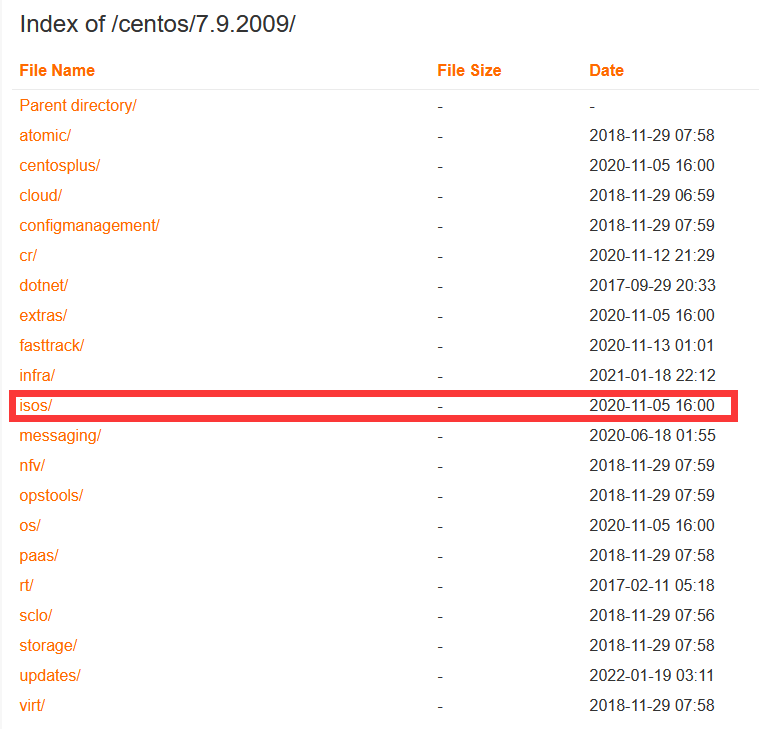 Index of /centos/7.9.2009/
File Name File Size Date
Parent directory/ - -
atomic/ - 2018-11-29 07:58
centosplus/ - 2020-11-05 16:00
cloud/ - 2018-11-29 06:59
configmanagement/ - 2018-11-29 07:59
cr/ - 2020-11-12 21:29
dotnet/ - 2017-09-29 20:33
extras/ - 2020-11-05 16:00
fasttrack/ - 2020-11-13 01:01
infra/ - 2021-01-18 22:12
isos/ - 2020-11-05 16:00
messaging/ - 2020-06-18 01:55
nfv/ - 2018-11-29 07:59
opstools/ - 2018-11-29 07:59
os/ - 2020-11-05 16:00
paas/ - 2018-11-29 07:58
rt/ - 2017-02-11 05:18
sclo/ - 2018-11-29 07:56
storage/ - 2018-11-29 07:58
updates/ - 2022-01-19 03:11
virt/ - 2018-11-29 07:58